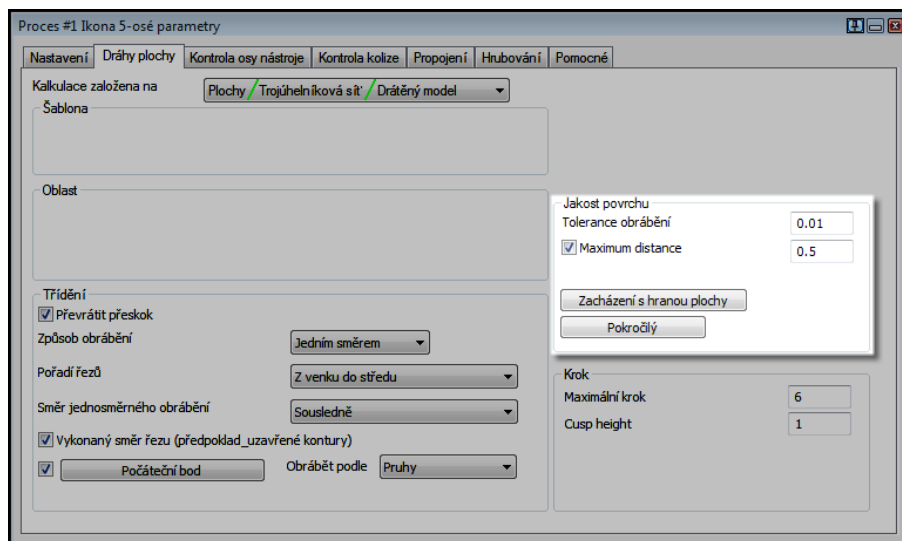 Proces #1 Ikona 5-osé parametry
Nastavení Dráhy plochy Kontrola osy nástroje Kontrola kolize Propojení Hrubování Pomocné
Kalkulace založena na Plochy / Trojúhelníková síť / Drátěný model
Šablona
Oblast
Jakost povrchu
Tolerance obrábění 0.01
Maximum distance 0.5
Zacházení s hranou plochy
Pokročilý
Třídění
Převrátit přeskok
Způsob obrábění Jedním směrem
Pořadí řezů Z venku do středu
Směr jednosměrného obrábění Sousledně
Vykonaný směr řezu (předpoklad_uzavřené kontury)
Počáteční bod Obrábět podle Pruhy
Krok
Maximální krok 6
Cusp height 1